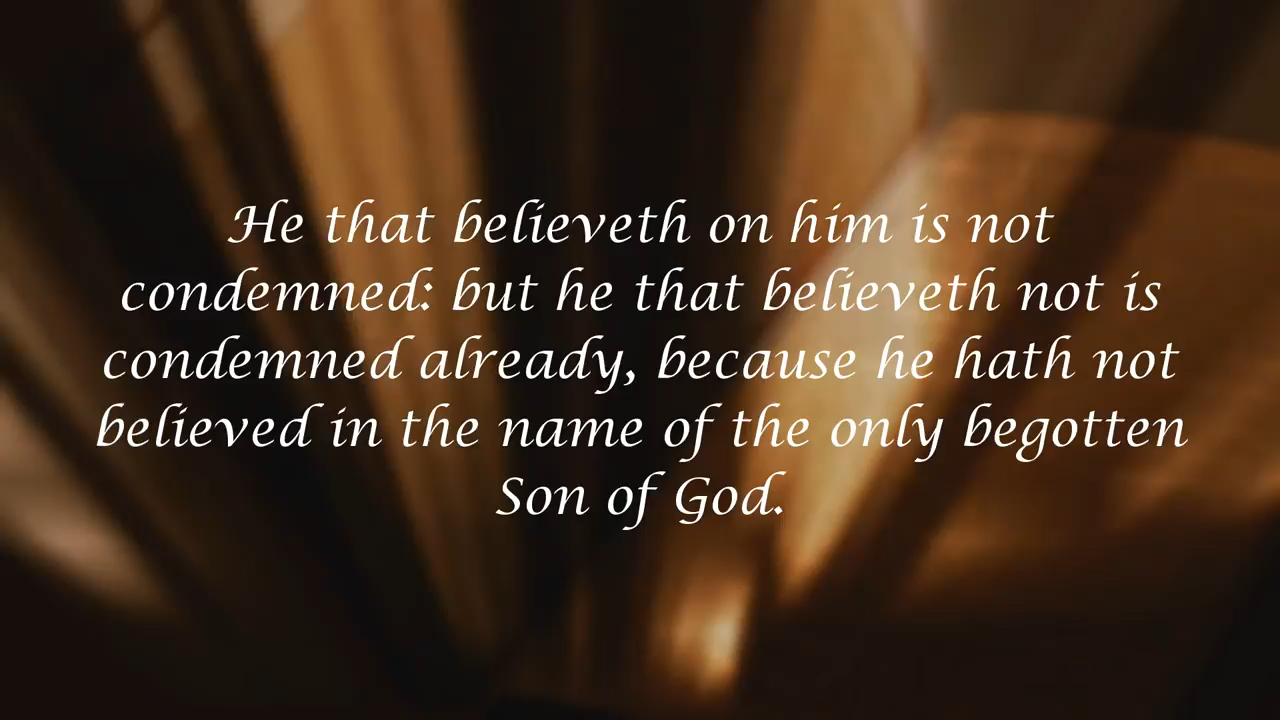 He that believeth on him is not
condemned: but he that believeth not is
condemned already, because he hath not
believed in the name of the only begotten
Son of God.